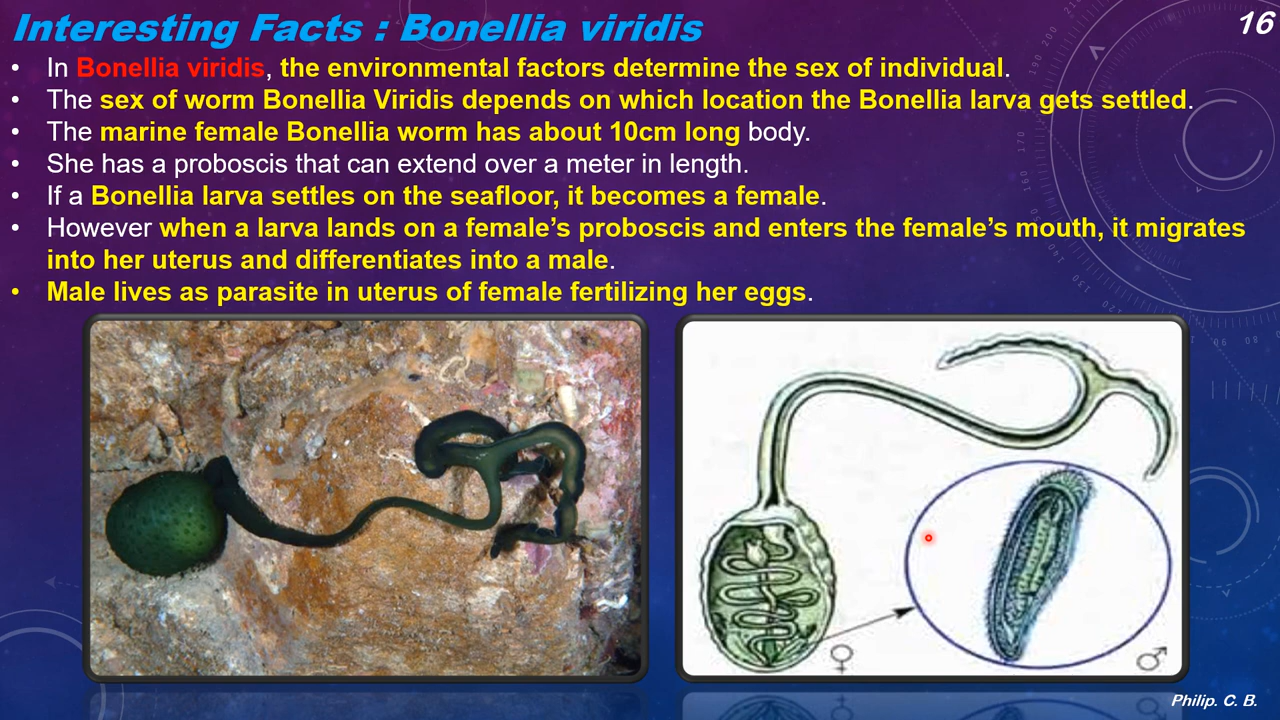 Interesting Facts : Bonellia viridis
16
• In Bonellia viridis, the environmental factors determine the sex of individual.
• The sex of worm Bonellia Viridis depends on which location the Bonellia larva gets settled.
• The marine female Bonellia worm has about 10cm long body.
• She has a proboscis that can extend over a meter in length.
• If a Bonellia larva settles on the seafloor, it becomes a female.
• However when a larva lands on a female’s proboscis and enters the female’s mouth, it migrates
into her uterus and differentiates into a male.
• Male lives as parasite in uterus of female fertilizing her eggs.
♀
♂
Philip. C. B.